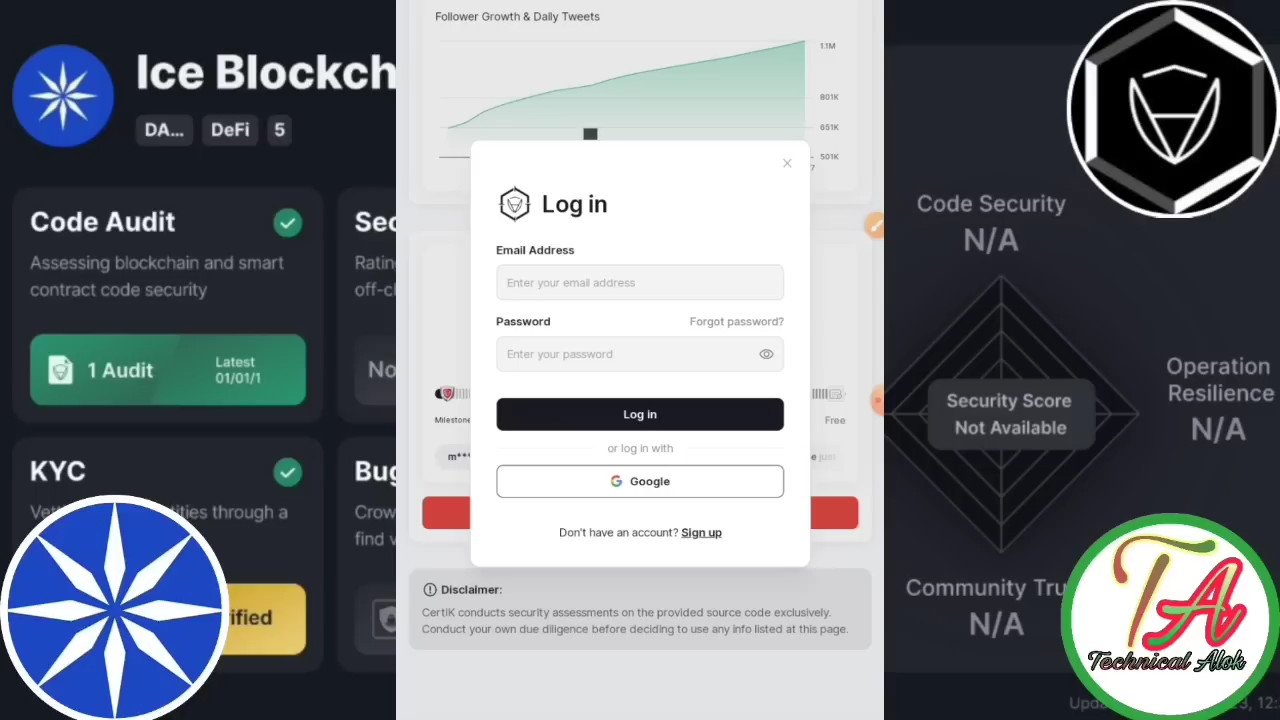 Ice Blockch
DA...
DeFi
5
Code Audit
Assessing blockchain and smart
contract code security
1 Audit
Latest
01/01/1
KYC
Sec
Ratin
off-cl
No
Bug
Crow
find v
ified
Follower Growth & Daily Tweets
1.1M
801K
651K
501K
7
Log in
Email Address
Enter your email address
Password
Forgot password?
Enter your password
Log in
or log in with
Google
Don't have an account? Sign up
Milestone
Free
m***
e just
Disclaimer:
CertiK conducts security assessments on the provided source code exclusively.
Conduct your own due diligence before deciding to use any info listed at this page.
Code Security
N/A
Operation
Resilience
N/A
Security Score
Not Available
Community Tru
N/A
TA
Technical Alok